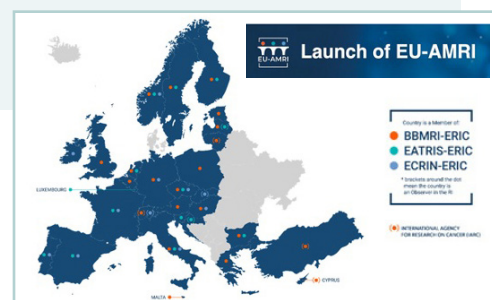 EU-AMRI
Launch of EU-AMRI
Country is a Member of:
BBMRI-ERIC
EATRIS-ERIC
ECRIN-ERIC
* brackets around the dot
mean the country is
an Observer in the RI
INTERNATIONAL AGENCY
FOR RESEARCH ON CANCER (IARC)
LUXEMBOURG
CYPRUS
MALTA